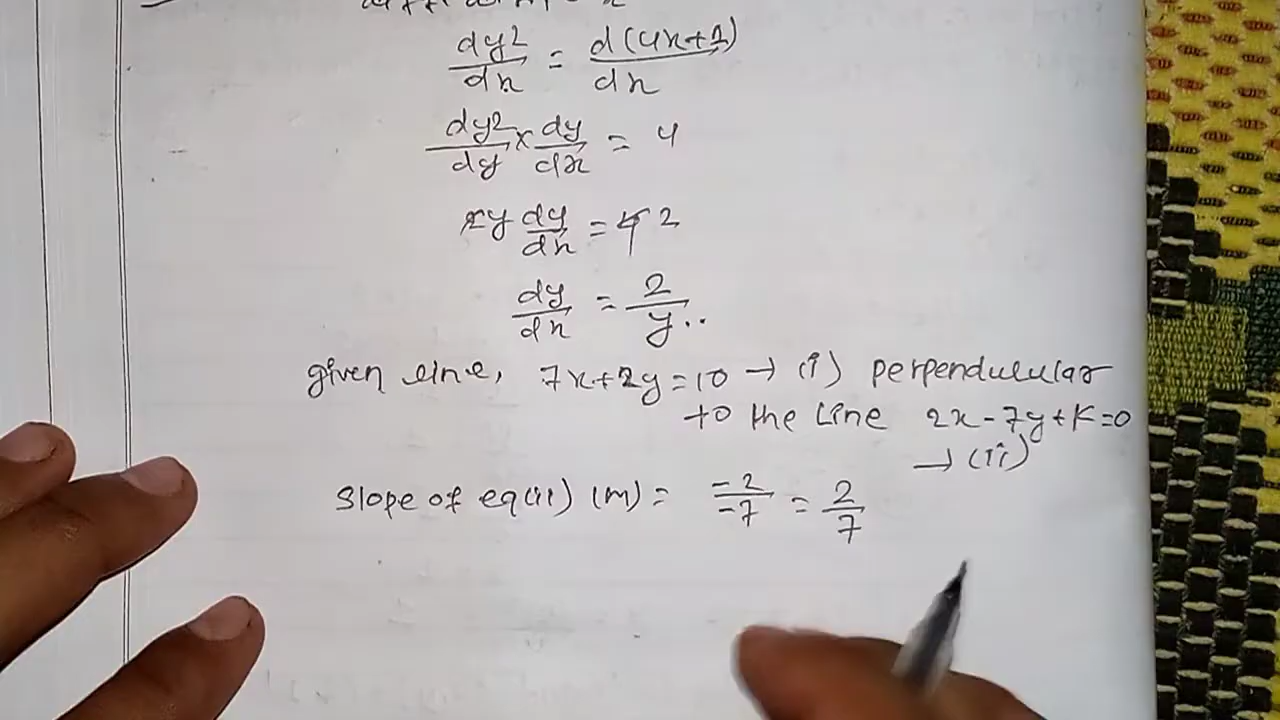 dy2/dx = d(4x+1)/dx
dy2/dy × dy/dx = 4
2y dy/dx = 4 2
dy/dx = 2/y..
given line, 7x+2y=10 → (i) perpendululular
to the line 2x-7y+K=0
→ (ii)
Slope of eq(ii) (m) = -2/-7 = 2/7